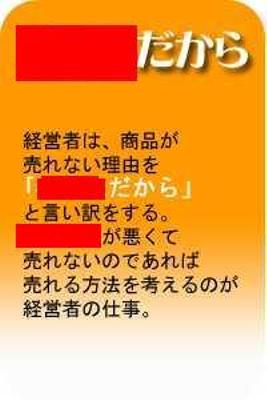 だから
経営者は、商品が
売れない理由を
「だから」
と言い訳をする。
が悪くて
売れないのであれば
売れる方法を考えるのが
経営者の仕事。